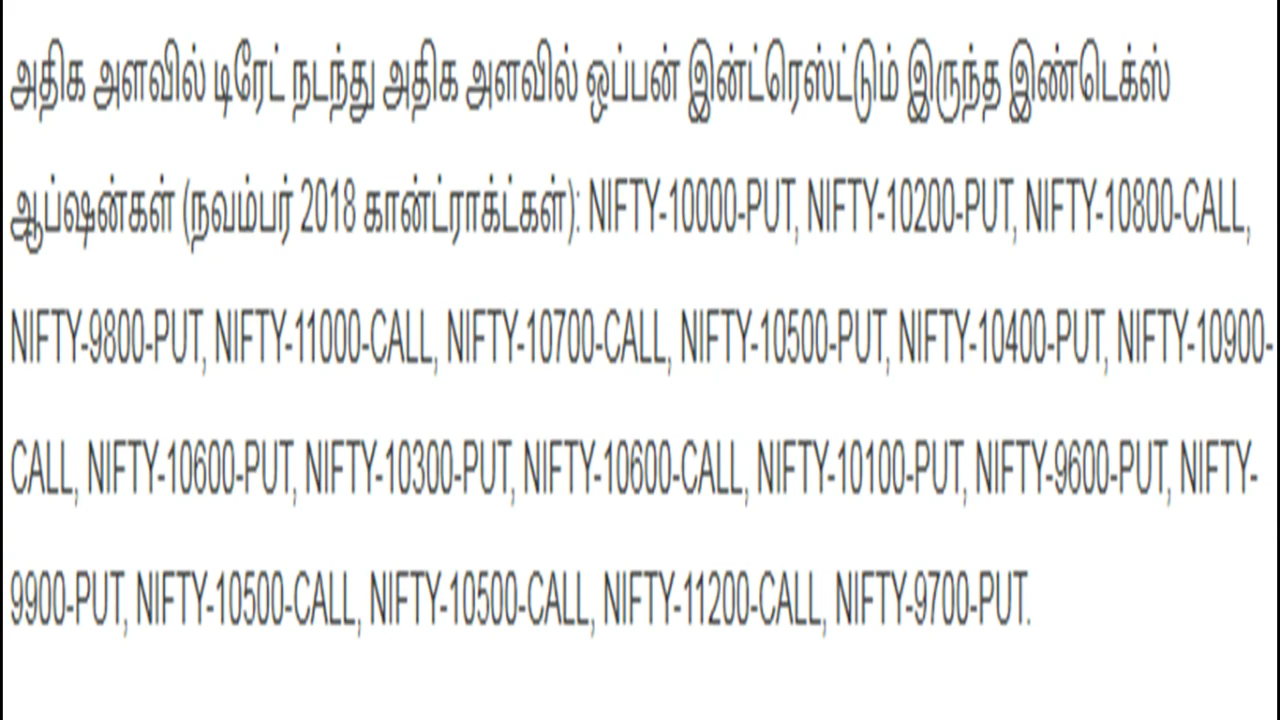 அதிக அளவில் டிரேட் நடந்து அதிக அளவில் ஒப்பன் இன்ட்ரெஸ்ட்டும் இருந்த இண்டெக்ஸ்
ஆப்ஷன்கள் (நவம்பர் 2018 கான்ட்ராக்ட்கள்): NIFTY-10000-PUT, NIFTY-10200-PUT, NIFTY-10800-CALL,
NIFTY-9800-PUT, NIFTY-11000-CALL, NIFTY-10700-CALL, NIFTY-10500-PUT, NIFTY-10400-PUT, NIFTY-10900-
CALL, NIFTY-10600-PUT, NIFTY-10300-PUT, NIFTY-10600-CALL, NIFTY-10100-PUT, NIFTY-9600-PUT, NIFTY-
9900-PUT, NIFTY-10500-CALL, NIFTY-10500-CALL, NIFTY-11200-CALL, NIFTY-9700-PUT.